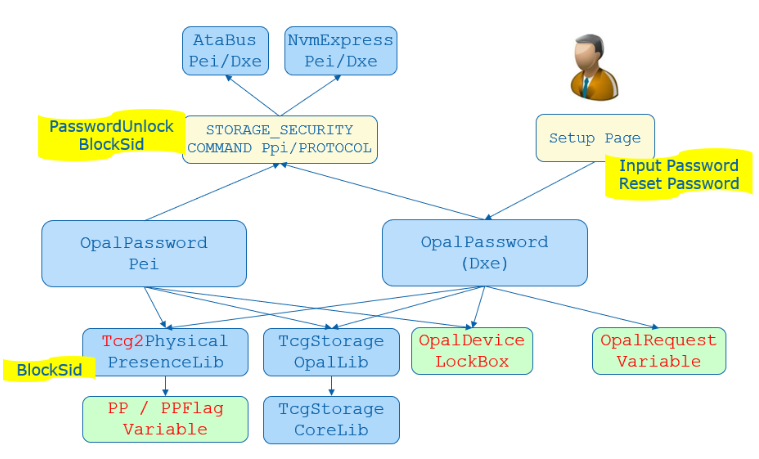 AtaBus
Pei/Dxe
NvmExpress
Pei/Dxe
PasswordUnlock
BlockSid
STORAGE_SECURITY
COMMAND Ppi/PROTOCOL
Setup Page
Input Password
Reset Password
OpalPassword
Pei
OpalPassword
(Dxe)
Tcg2Physical
PresenceLib
TcgStorage
OpalLib
OpalDevice
LockBox
OpalRequest
Variable
BlockSid
PP / PPFlag
Variable
TcgStorage
CoreLib